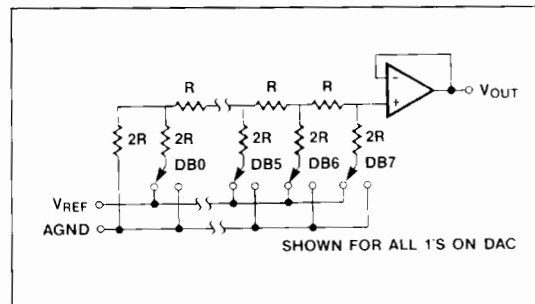 R R R
- +
VOUT
2R 2R 2R 2R 2R
DB0 DB5 DB6 DB7
VREF
AGND
SHOWN FOR ALL 1'S ON DAC